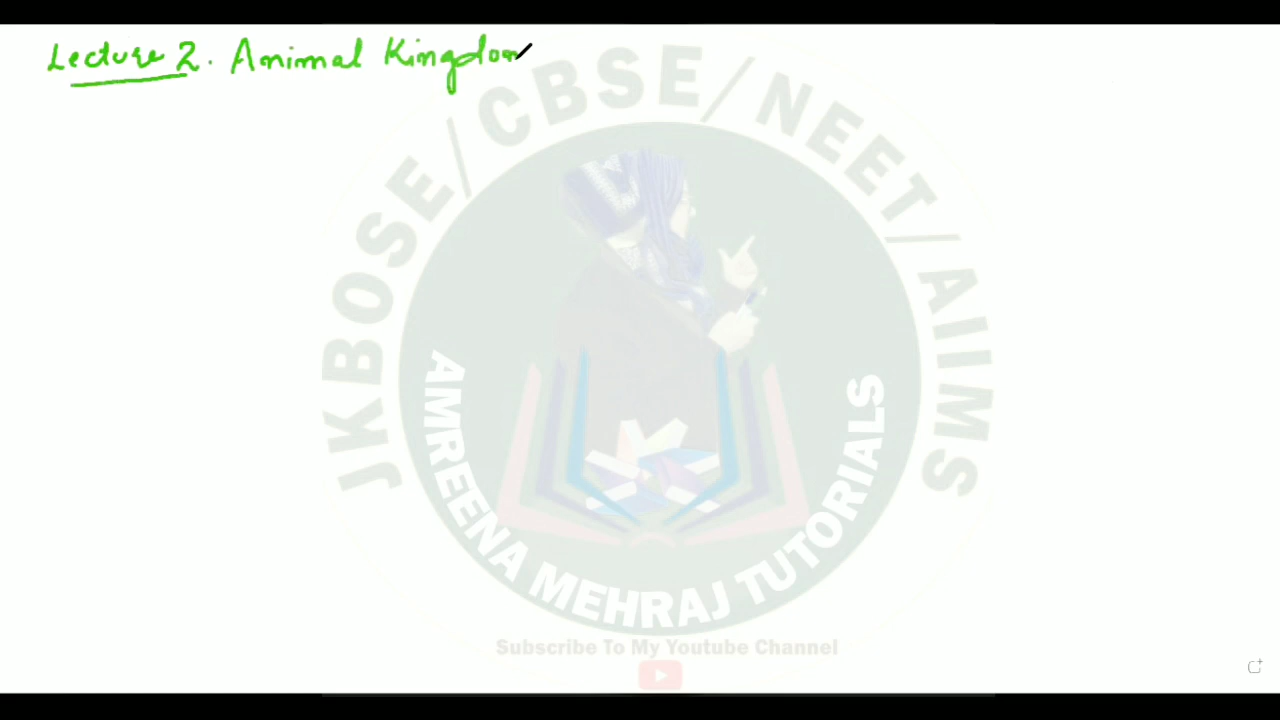 Lecture 2. Animal Kingdom
JKBOSE/CBSE/NEET/AIIMS
AMREENA MEHRAJ TUTORIALS
Subscribe To My Youtube Channel